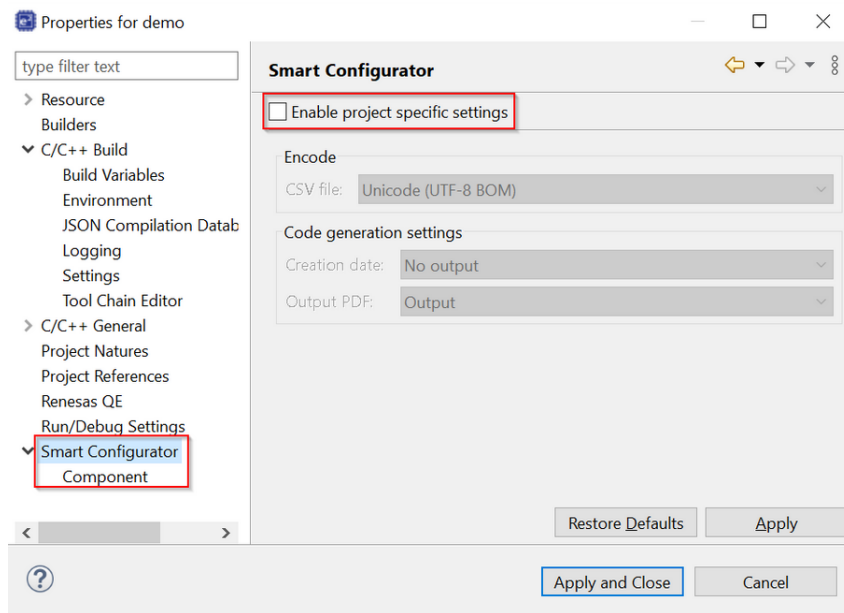 Properties for demo
type filter text
Resource
Builders
C/C++ Build
Build Variables
Environment
JSON Compilation Datab
Logging
Settings
Tool Chain Editor
C/C++ General
Project Natures
Project References
Renesas QE
Run/Debug Settings
Smart Configurator
Component
Smart Configurator
Enable project specific settings
Encode
CSV file: Unicode (UTF-8 BOM)
Code generation settings
Creation date: No output
Output PDF: Output
Restore Defaults Apply
? Apply and Close Cancel